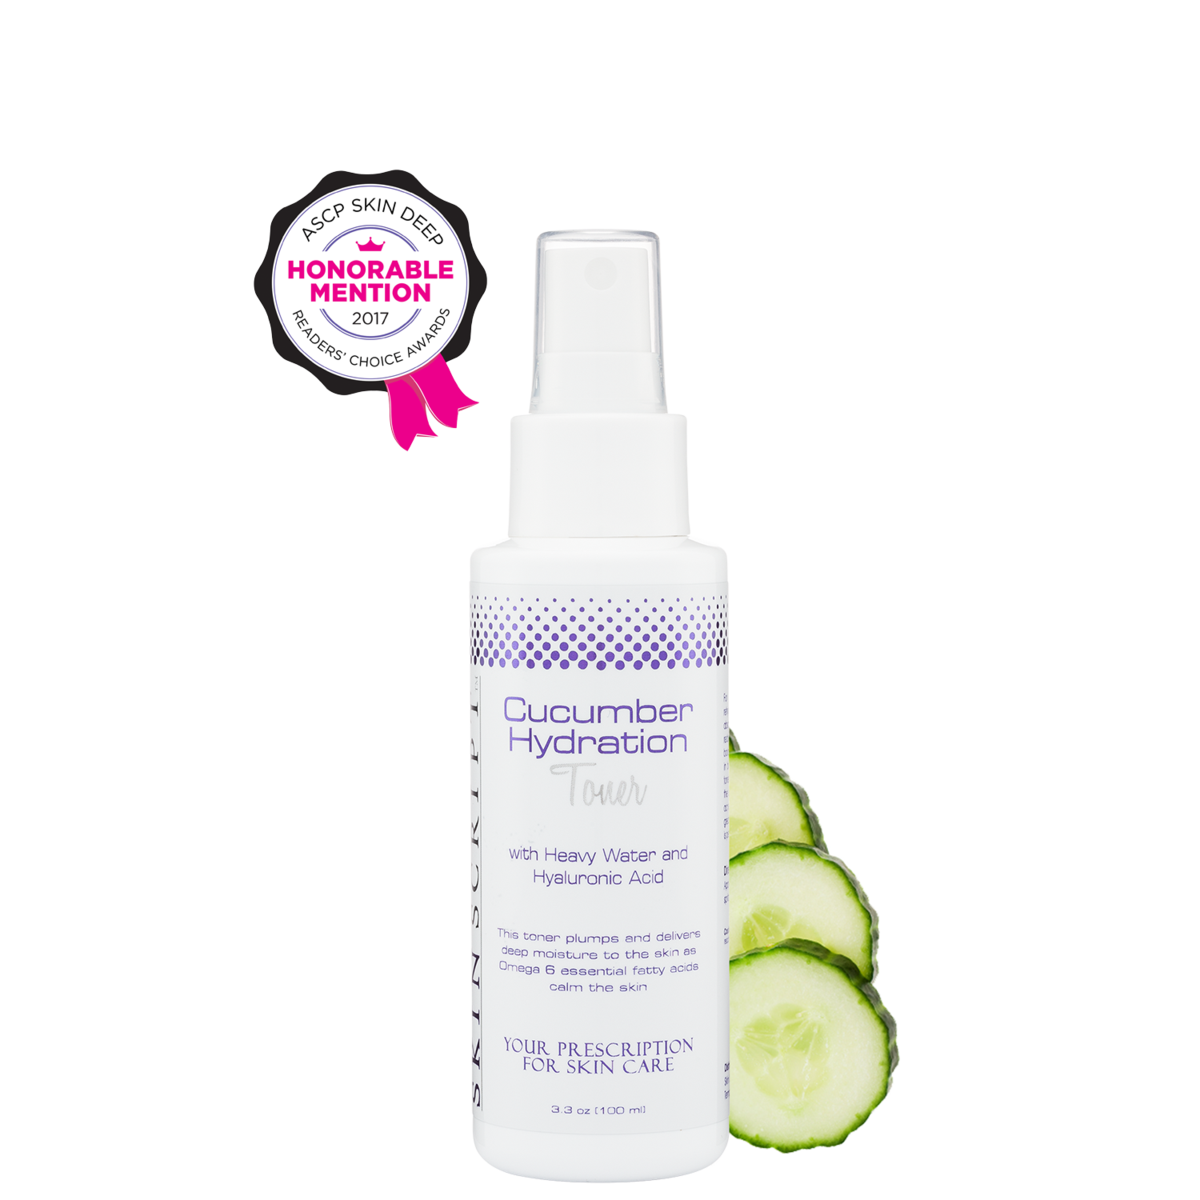 ASCP SKIN DEEP
HONORABLE
MENTION
2017
READERS' CHOICE AWARDS
SKIN SCRIPT
Cucumber
Hydration
Toner
with Heavy Water and
Hyaluronic Acid
This toner plumps and delivers
deep moisture to the skin as
Omega 6 essential fatty acids
calm the skin
YOUR PRESCRIPTION
FOR SKIN CARE
3.3 oz (100 ml)